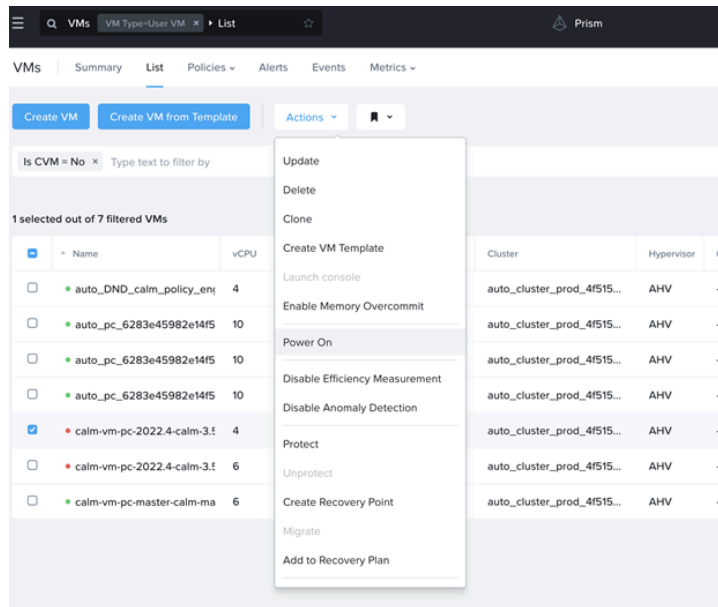 VMs VM Type=User VM × List Prism
VMs Summary List Policies Alerts Events Metrics
Create VM Create VM from Template Actions
Is CVM = No × Type text to filter by
1 selected out of 7 filtered VMs
Name vCPU Cluster Hypervisor
auto_DND_calm_policy_eng 4 auto_cluster_prod_4f515... AHV
auto_pc_6283e45982e14f5 10 auto_cluster_prod_4f515... AHV
auto_pc_6283e45982e14f5 10 auto_cluster_prod_4f515... AHV
auto_pc_6283e45982e14f5 10 auto_cluster_prod_4f515... AHV
calm-vm-pc-2022.4-calm-3.5 4 auto_cluster_prod_4f515... AHV
calm-vm-pc-2022.4-calm-3.5 6 auto_cluster_prod_4f515... AHV
calm-vm-pc-master-calm-ma 6 auto_cluster_prod_4f515... AHV
Update
Delete
Clone
Create VM Template
Launch console
Enable Memory Overcommit
Power On
Disable Efficiency Measurement
Disable Anomaly Detection
Protect
Unprotect
Create Recovery Point
Migrate
Add to Recovery Plan